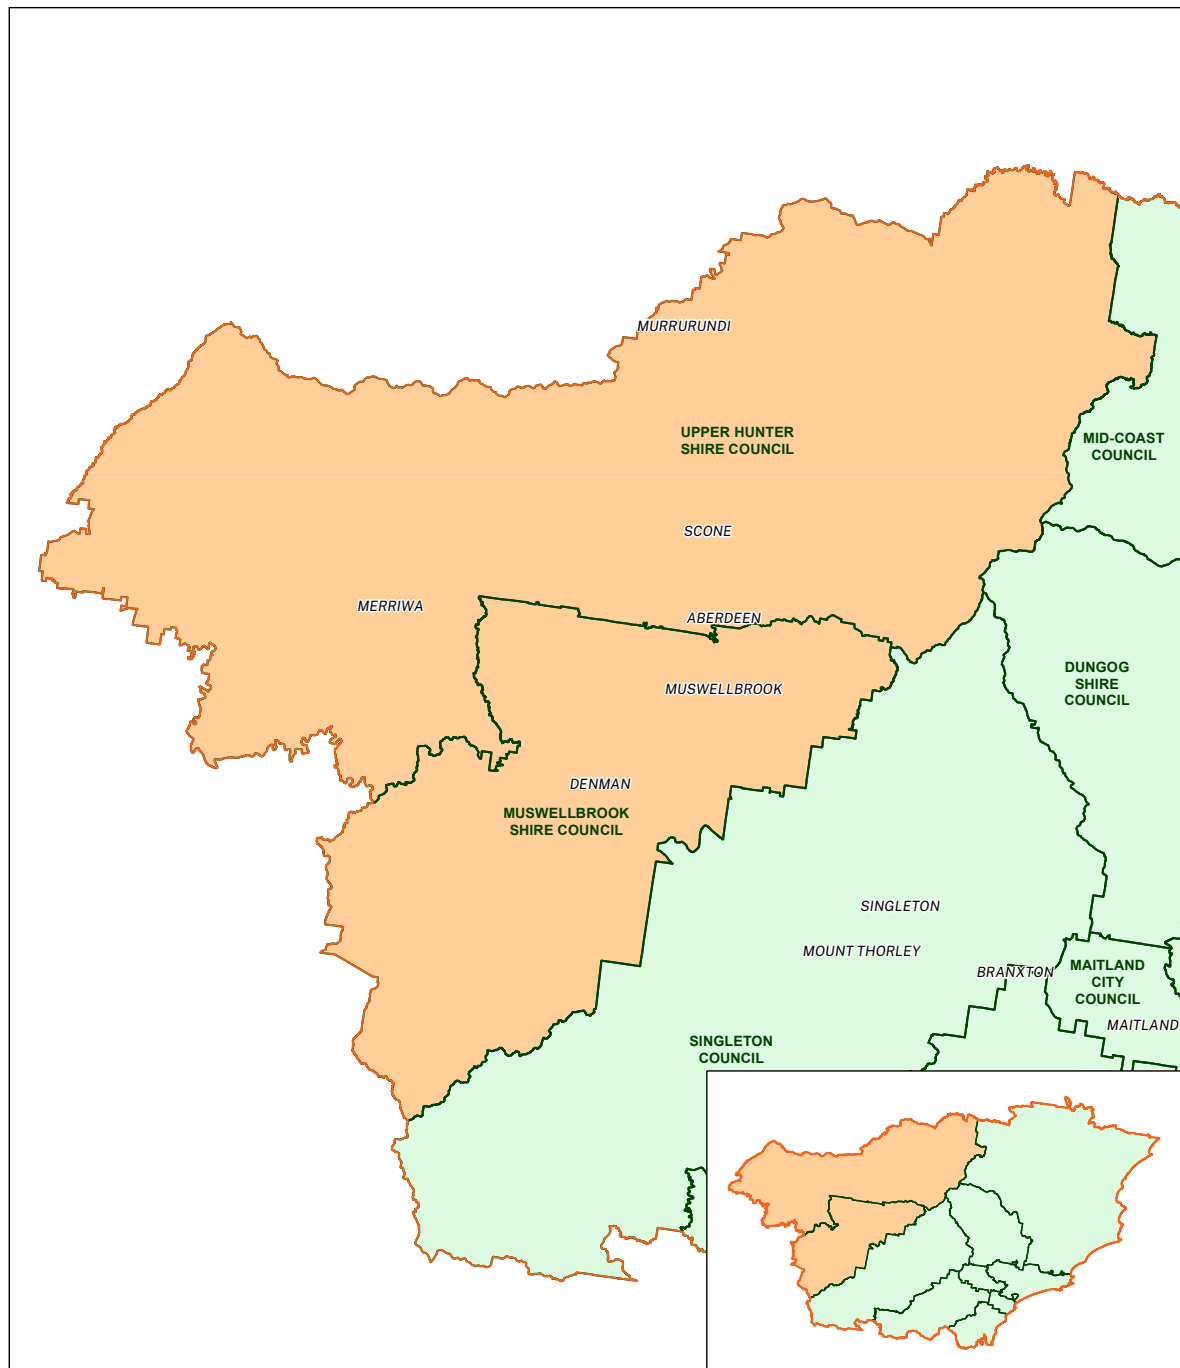 MURRURUNDI
UPPER HUNTER
SHIRE COUNCIL
MID-COAST
COUNCIL
SCONE
MERRIWA
ABERDEEN
MUSWELLBROOK
DUNGOG
SHIRE
COUNCIL
DENMAN
MUSWELLBROOK
SHIRE COUNCIL
SINGLETON
MOUNT THORLEY
BRANXTON
MAITLAND
CITY
COUNCIL
MAITLAND
SINGLETON
COUNCIL